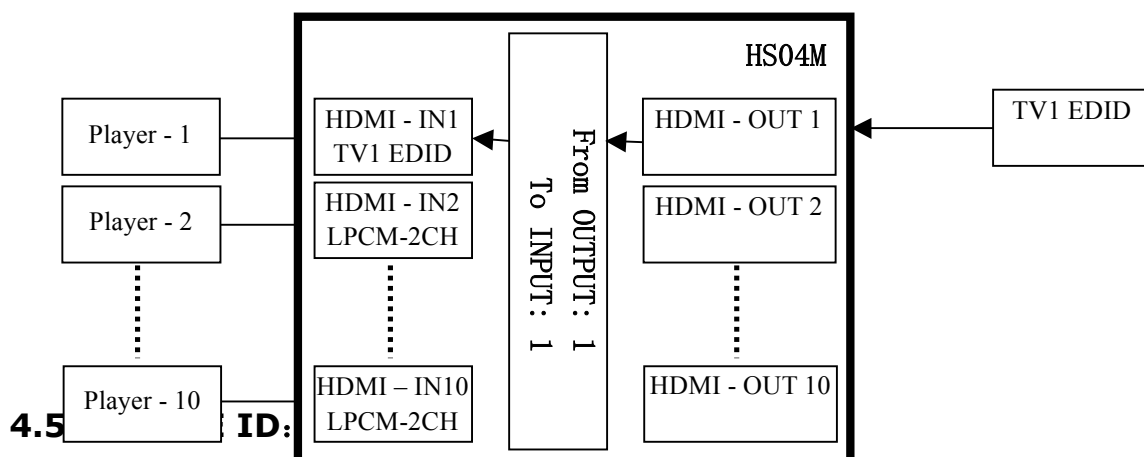 HS04M
Player - 1
HDMI - IN1
TV1 EDID
From OUTPUT: 1
To INPUT: 1
HDMI - OUT 1
TV1 EDID
Player - 2
HDMI - IN2
LPCM-2CH
HDMI - OUT 2
Player - 10
HDMI – IN10
LPCM-2CH
HDMI - OUT 10
4.5 ID: